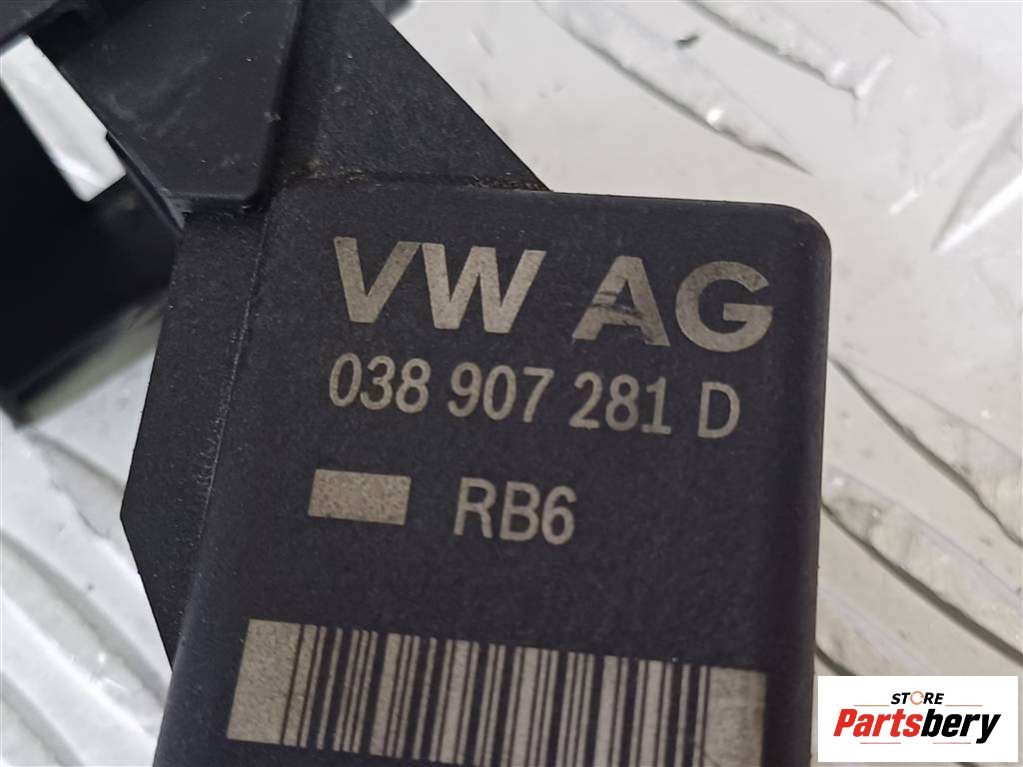 VW AG
038 907 281 D
RB6
STORE
Partsbery